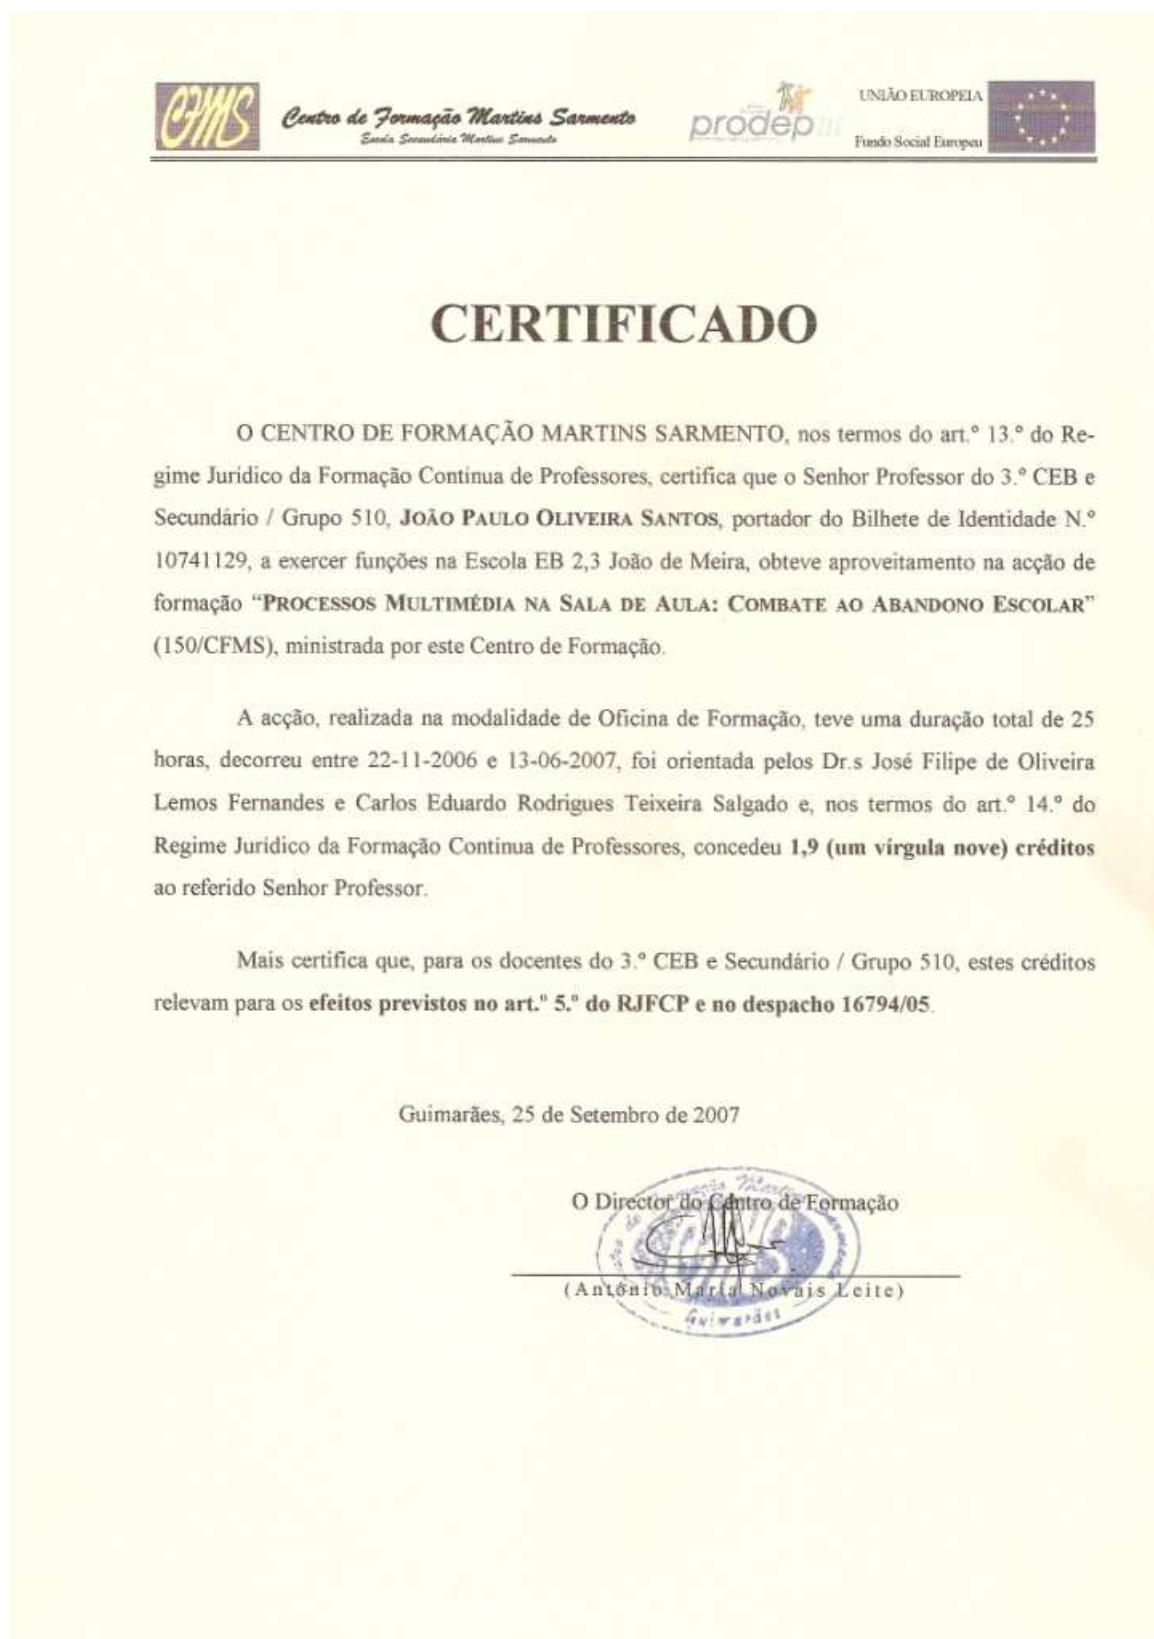 CFMS
Centro de Formação Martins Sarmento
Escola Secundária Martins Sarmento
prodep III
UNIÃO EUROPEIA
Fundo Social Europeu
CERTIFICADO
O CENTRO DE FORMAÇÃO MARTINS SARMENTO, nos termos do art.º 13.º do Re-
gime Jurídico da Formação Contínua de Professores, certifica que o Senhor Professor do 3.º CEB e
Secundário / Grupo 510, JOÃO PAULO OLIVEIRA SANTOS, portador do Bilhete de Identidade N.º
10741129, a exercer funções na Escola EB 2,3 João de Meira, obteve aproveitamento na acção de
formação “PROCESSOS MULTIMÉDIA NA SALA DE AULA: COMBATE AO ABANDONO ESCOLAR”
(150/CFMS), ministrada por este Centro de Formação.
A acção, realizada na modalidade de Oficina de Formação, teve uma duração total de 25
horas, decorreu entre 22-11-2006 e 13-06-2007, foi orientada pelos Dr.s José Filipe de Oliveira
Lemos Fernandes e Carlos Eduardo Rodrigues Teixeira Salgado e, nos termos do art.º 14.º do
Regime Jurídico da Formação Contínua de Professores, concedeu 1,9 (um vírgula nove) créditos
ao referido Senhor Professor.
Mais certifica que, para os docentes do 3.º CEB e Secundário / Grupo 510, estes créditos
relevam para os efeitos previstos no art.º 5.º do RJFCP e no despacho 16794/05.
Guimarães, 25 de Setembro de 2007
O Director do Centro de Formação
(António Maria Novais Leite)
Guimarães